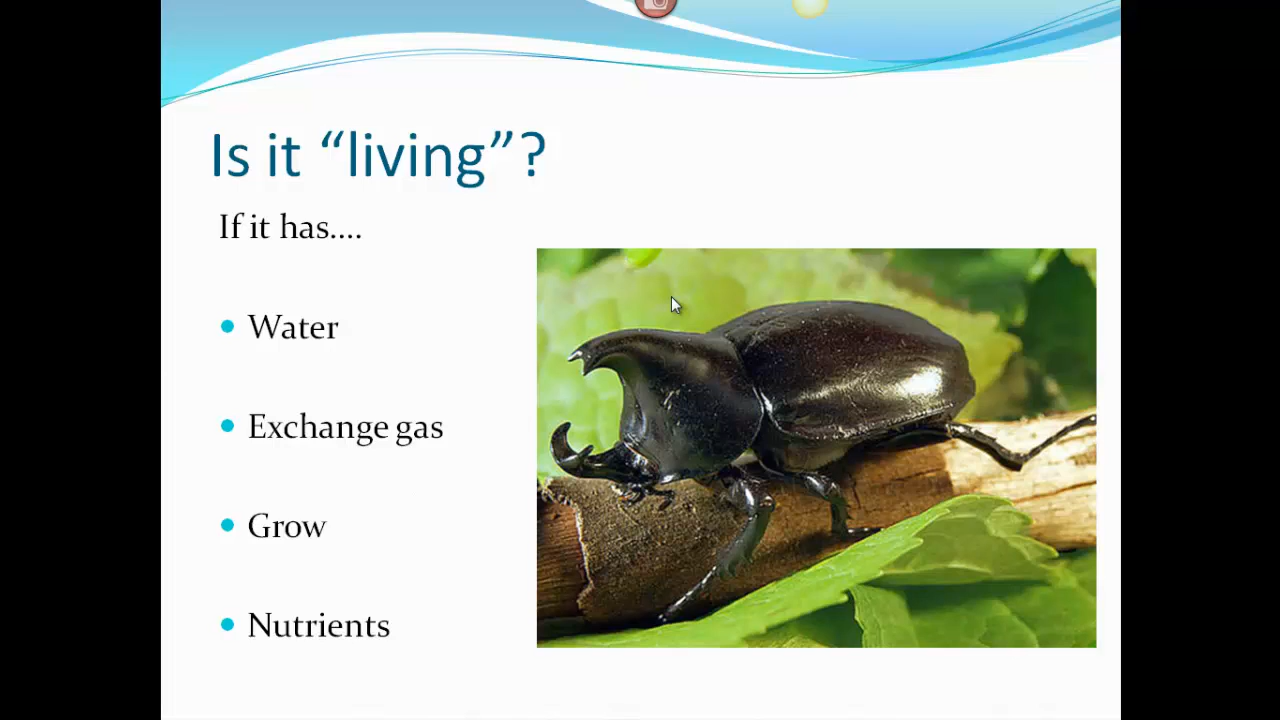 Is it “living”?
If it has....
Water
Exchange gas
Grow
Nutrients